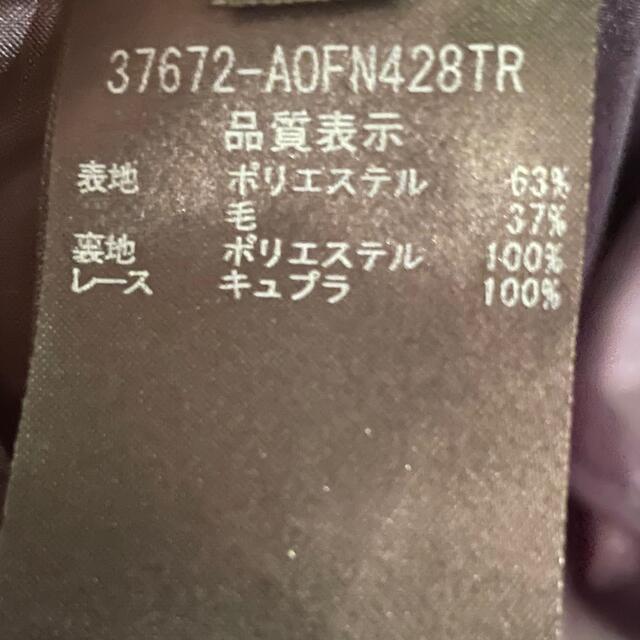 37672-AOFN428TR
品質表示
表地 ポリエステル 63%
毛 37%
裏地 ポリエステル 100%
レース キュプラ 100%